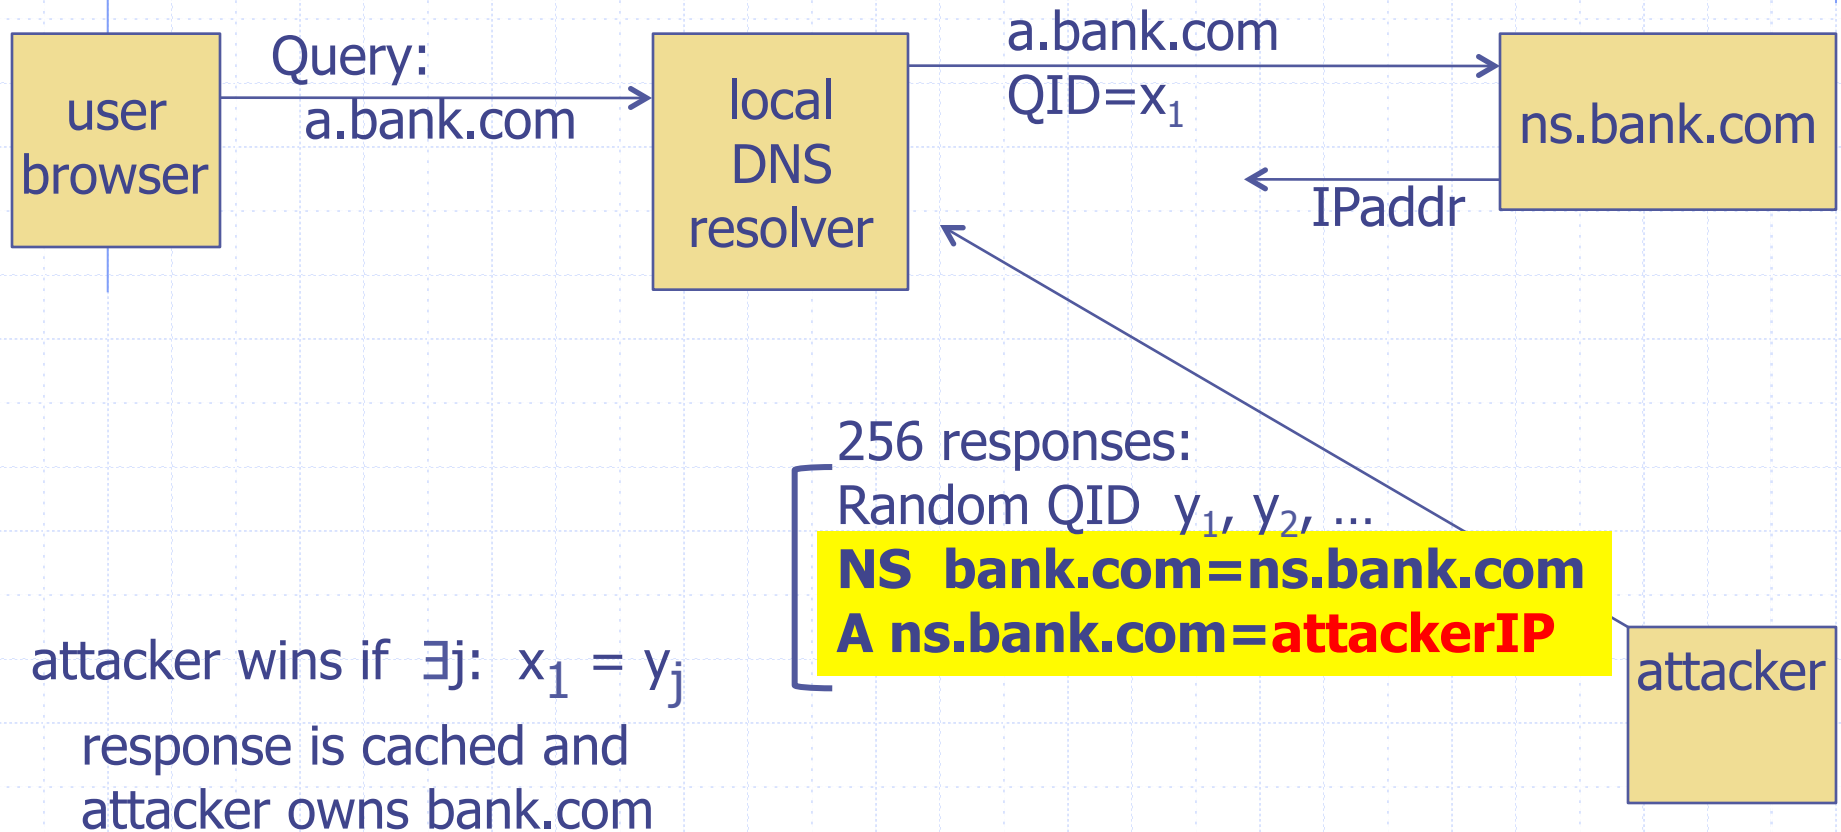 user
browser
Query:
a.bank.com
local
DNS
resolver
a.bank.com
QID=x₁
ns.bank.com
IPaddr
256 responses:
Random QID y₁, y₂, …
NS bank.com=ns.bank.com
A ns.bank.com=attackerIP
attacker
attacker wins if ∃j: x₁ = yⱼ
response is cached and
attacker owns bank.com